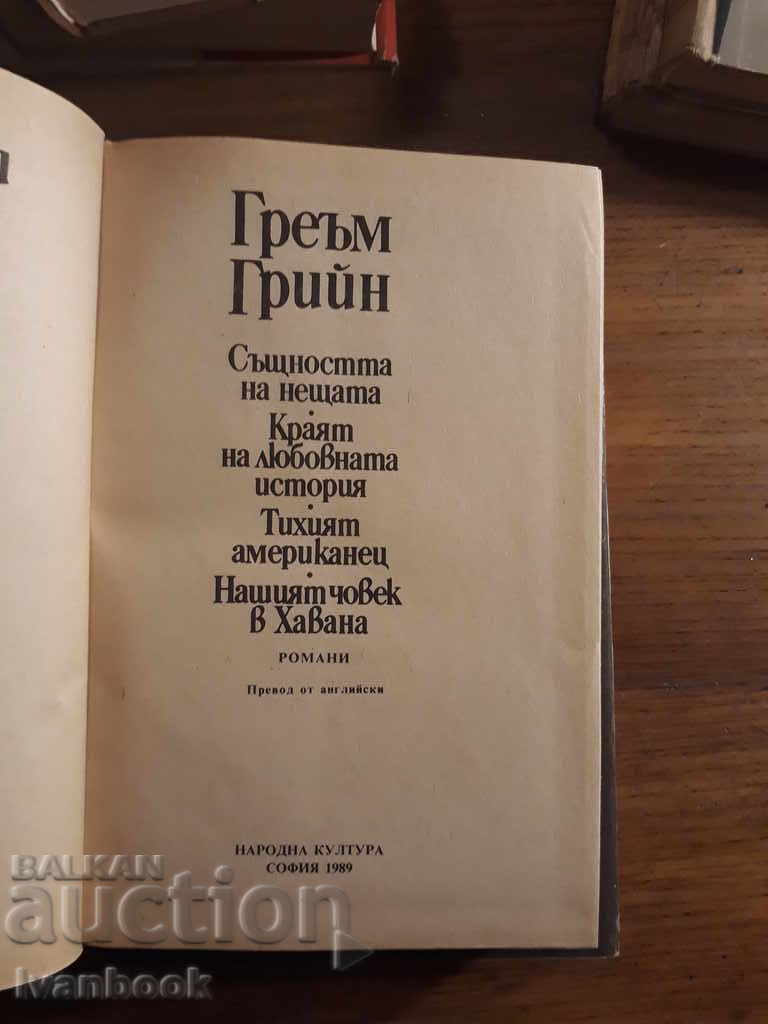 Греъм
Грийн
Същността
на нещата
Краят
на любовната
история
Тихият
американец
Нашият човек
в Хавана
РОМАНИ
Превод от английски
НАРОДНА КУЛТУРА
СОФИЯ 1989
BALKAN
auction
Ivanbook